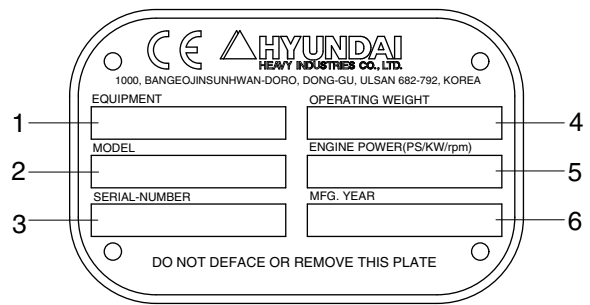 CE HYUNDAI
HEAVY INDUSTRIES CO., LTD.
1000, BANGEOJINSUNHWAN-DORO, DONG-GU, ULSAN 682-792, KOREA
EQUIPMENT OPERATING WEIGHT
1 4
MODEL ENGINE POWER(PS/KW/rpm)
2 5
SERIAL-NUMBER MFG. YEAR
3 6
DO NOT DEFACE OR REMOVE THIS PLATE